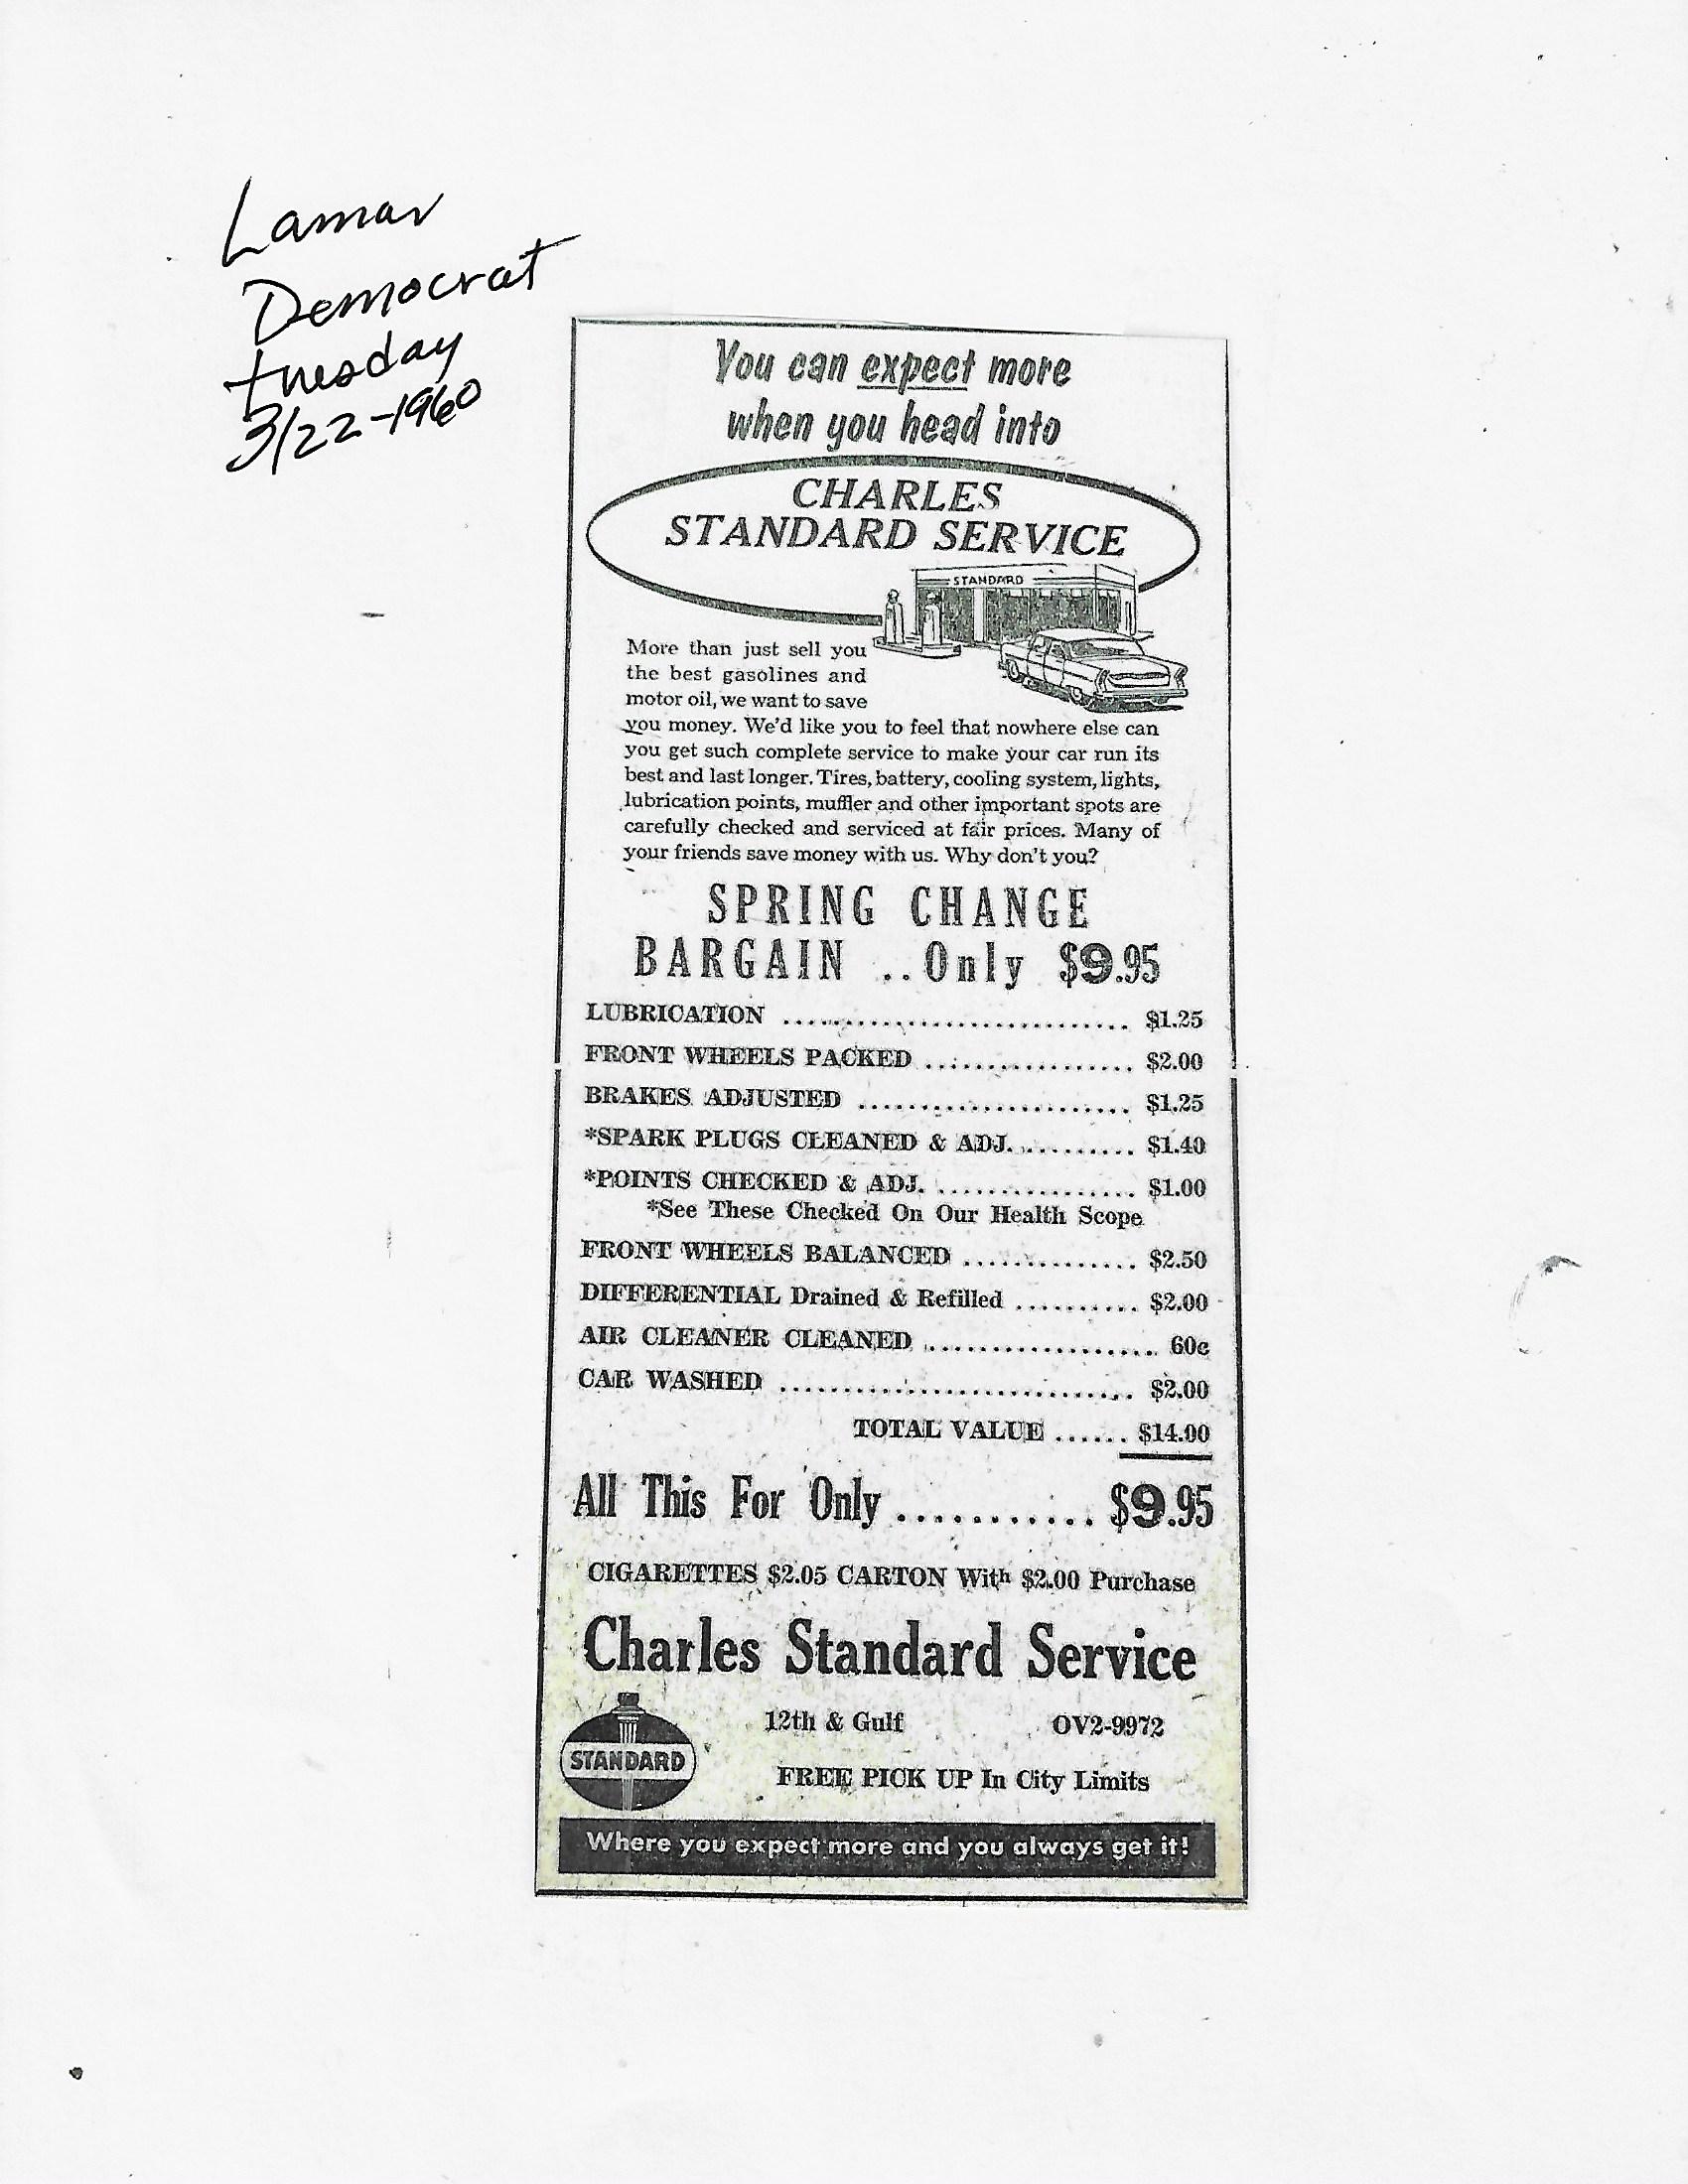 Lamar
Democrat
tuesday
3/22-1960
You can expect more
when you head into
CHARLES
STANDARD SERVICE
STANDARD
More than just sell you
the best gasolines and
motor oil, we want to save
you money. We'd like you to feel that nowhere else can
you get such complete service to make your car run its
best and last longer. Tires, battery, cooling system, lights,
lubrication points, muffler and other important spots are
carefully checked and serviced at fair prices. Many of
your friends save money with us. Why don't you?
SPRING CHANGE
BARGAIN .. Only $9.95
LUBRICATION ............................ $1.25
FRONT WHEELS PACKED ................. $2.00
BRAKES ADJUSTED ...................... $1.25
*SPARK PLUGS CLEANED & ADJ. .......... $1.40
*POINTS CHECKED & ADJ. ................ $1.00
*See These Checked On Our Health Scope
FRONT WHEELS BALANCED .............. $2.50
DIFFERENTIAL Drained & Refilled .......... $2.00
AIR CLEANER CLEANED ................... 60c
CAR WASHED ............................. $2.00
TOTAL VALUE ...... $14.00
All This For Only ........... $9.95
CIGARETTES $2.05 CARTON With $2.00 Purchase
Charles Standard Service
12th & Gulf OV2-9972
STANDARD
FREE PICK UP In City Limits
Where you expect more and you always get it!